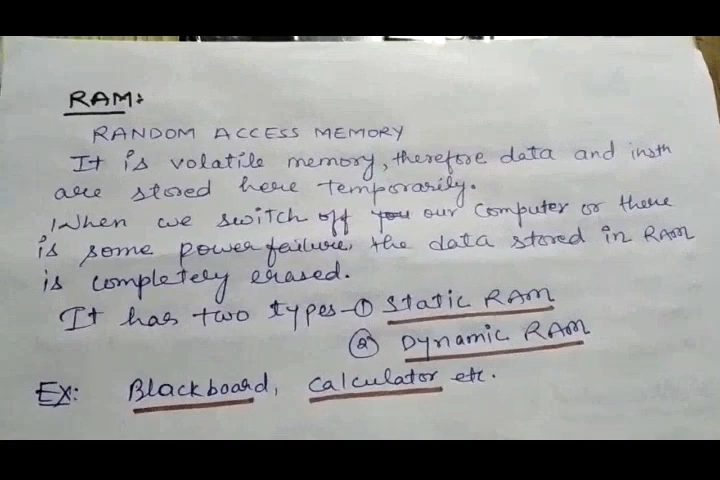 RAM:
RANDOM ACCESS MEMORY
It is volatile memory, therefore data and instn
are stored here temporarily.
When we switch off our computer or there
is some power failure, the data stored in RAM
is completely erased.
It has two types - ① Static RAM
② Dynamic RAM
Ex: Blackboard, Calculator etc.